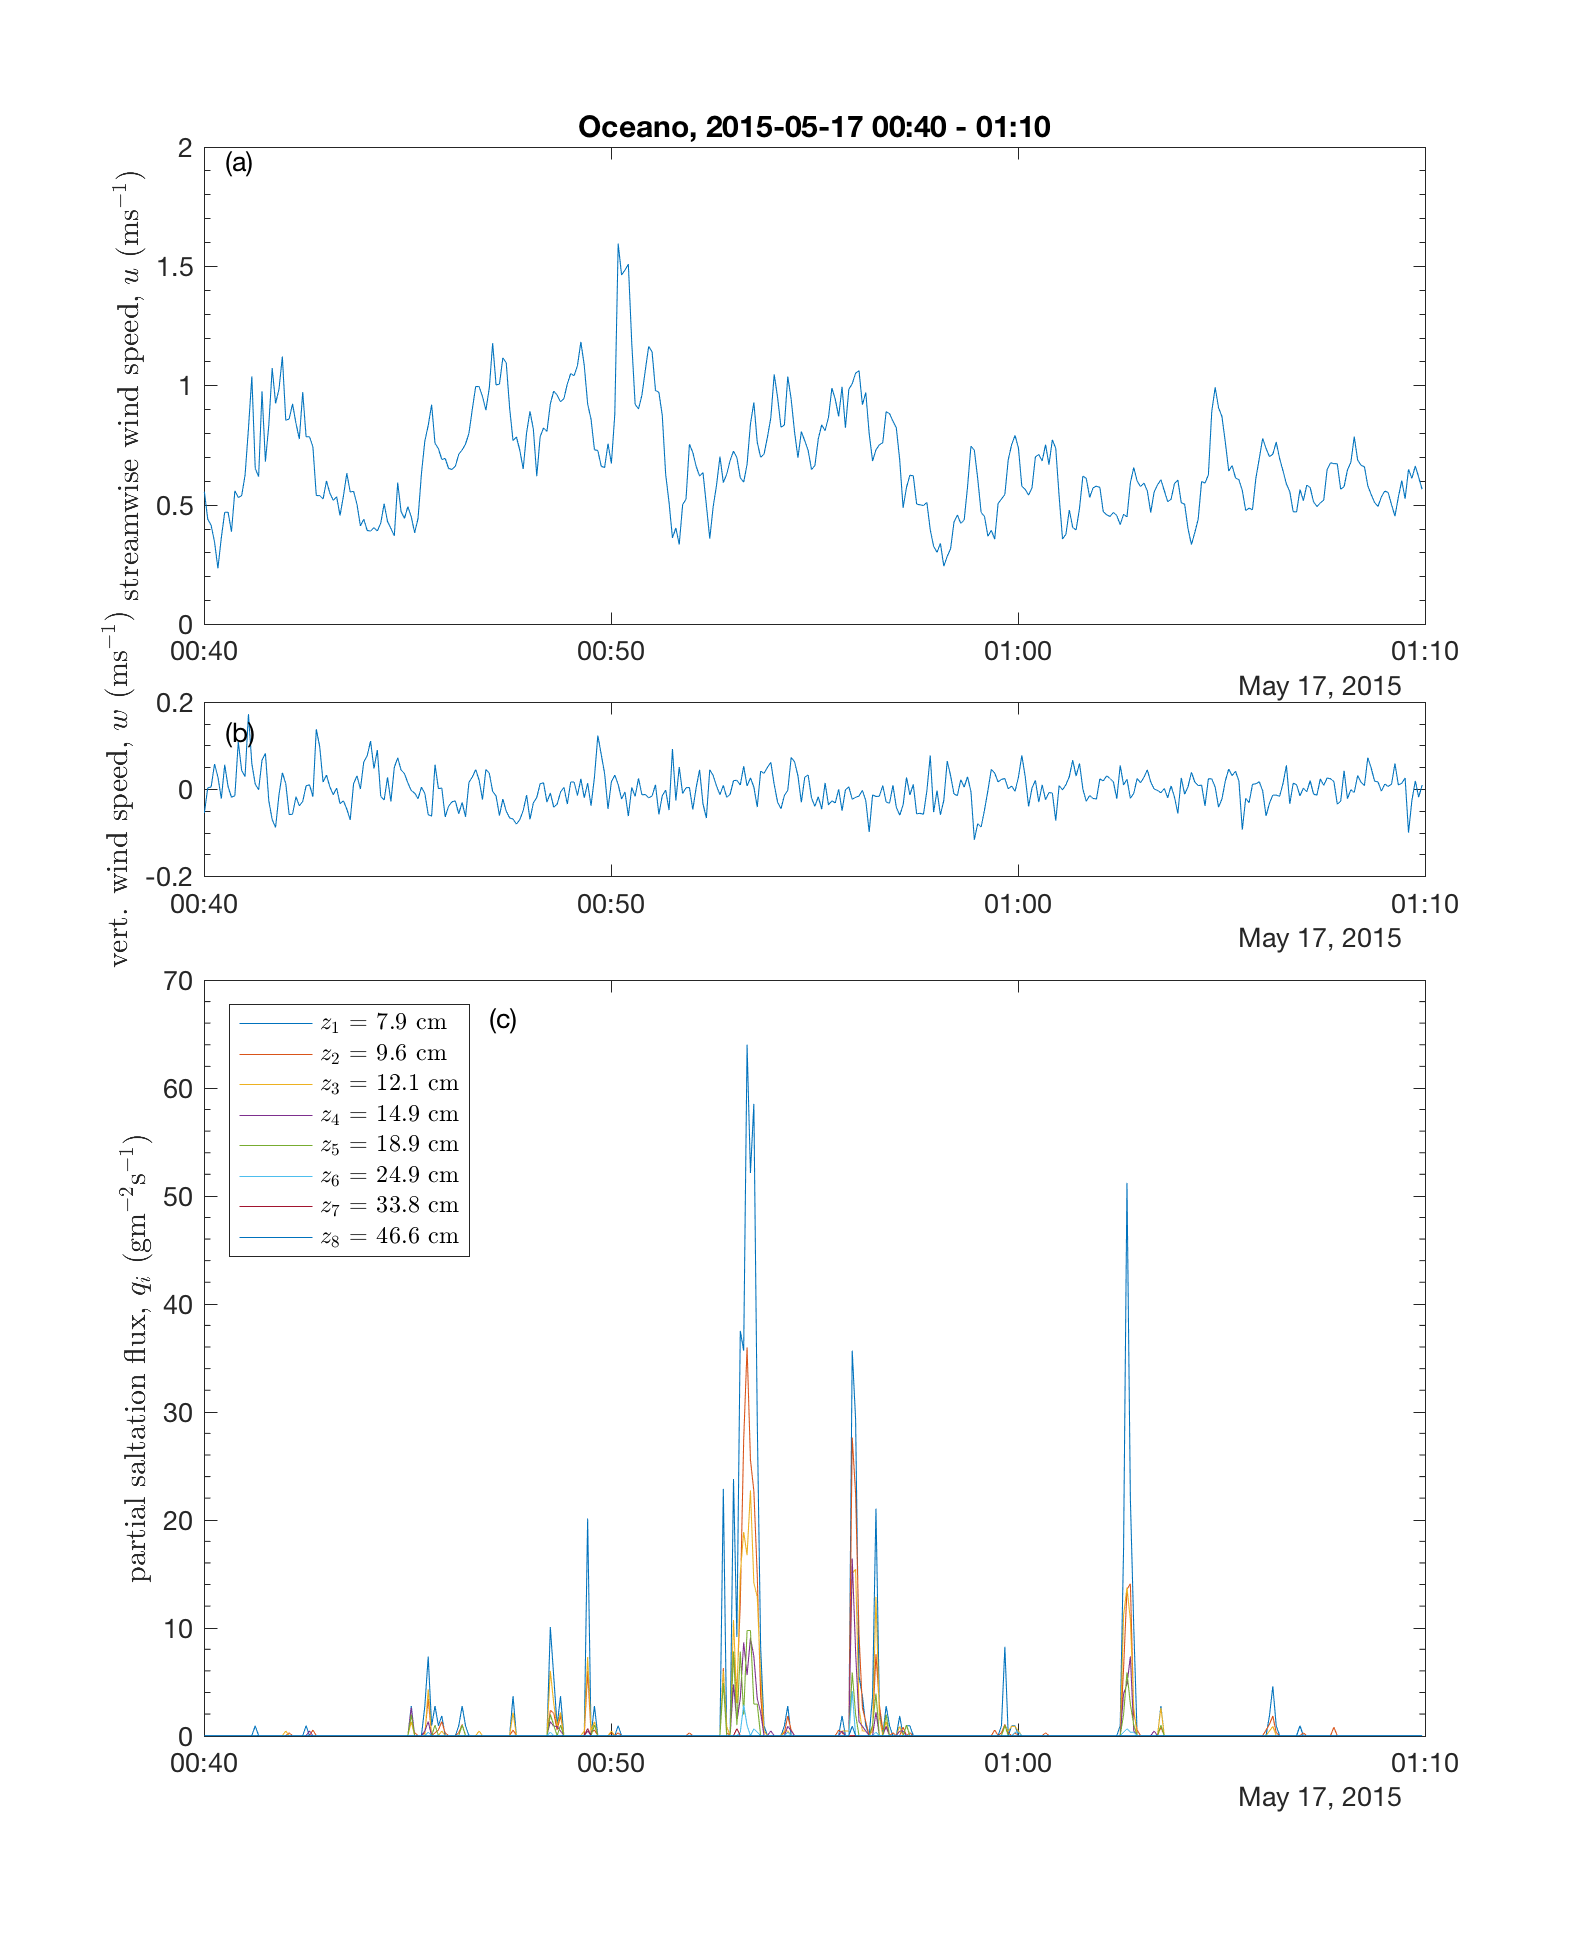 Oceano, 2015-05-17 00:40 - 01:10
(a)
streamwise wind speed, u (ms⁻¹)
2
1.5
1
0.5
0
00:40 00:50 01:00 01:10
May 17, 2015
(b)
vert. wind speed, w (ms⁻¹)
0.2
0
-0.2
00:40 00:50 01:00 01:10
May 17, 2015
(c)
partial saltation flux, qᵢ (gm⁻²s⁻¹)
70
60
50
40
30
20
10
0
z₁ = 7.9 cm
z₂ = 9.6 cm
z₃ = 12.1 cm
z₄ = 14.9 cm
z₅ = 18.9 cm
z₆ = 24.9 cm
z₇ = 33.8 cm
z₈ = 46.6 cm
00:40 00:50 01:00 01:10
May 17, 2015